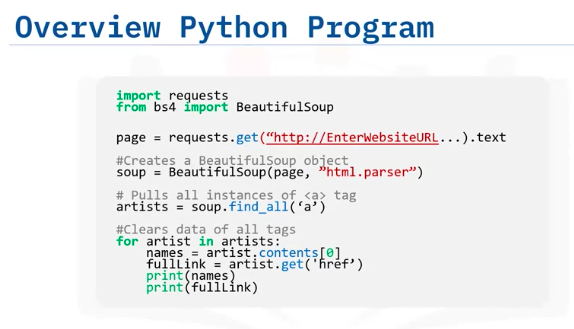 Overview Python Program
import requests
from bs4 import BeautifulSoup
page = requests.get(“http://EnterWebsiteURL...).text
#Creates a BeautifulSoup object
soup = BeautifulSoup(page, ”html.parser”)
# Pulls all instances of <a> tag
artists = soup.find_all(‘a’)
#Clears data of all tags
for artist in artists:
    names = artist.contents[0]
    fullLink = artist.get('href’)
    print(names)
    print(fullLink)